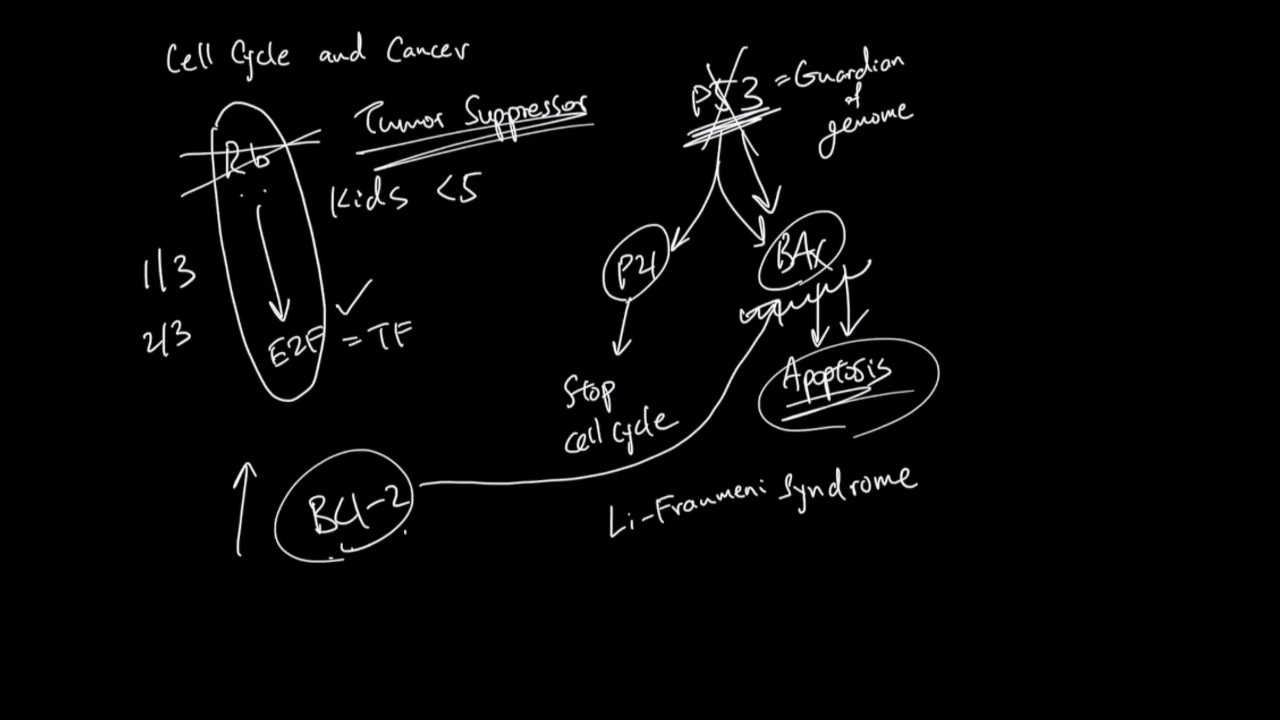 Cell Cycle and Cancer
Rb
Tumor Suppressor
Kids <5
1/3
2/3
E2F = TF
BCl-2
P53 = Guardian
of
genome
P21
BAX
Stop
cell cycle
Apoptosis
Li-Fraumeni Syndrome